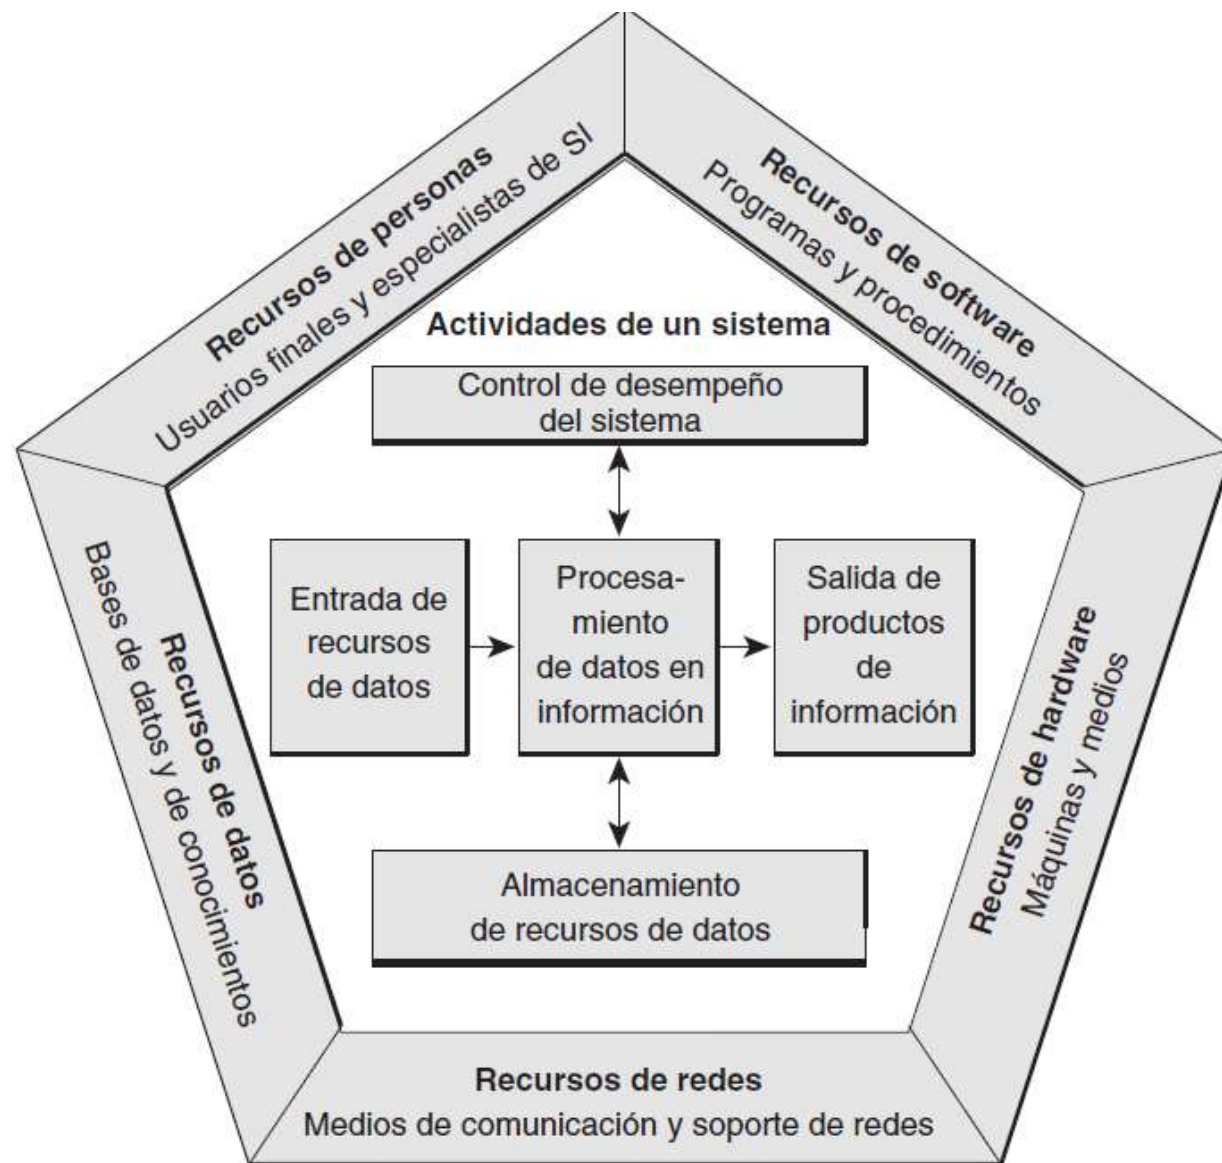 Recursos de personas
Usuarios finales y especialistas de SI
Recursos de software
Programas y procedimientos
Actividades de un sistema
Control de desempeño
del sistema
Entrada de
recursos
de datos
Procesa-
miento
de datos en
información
Salida de
productos
de
información
Almacenamiento
de recursos de datos
Recursos de datos
Bases de datos y de conocimientos
Recursos de hardware
Máquinas y medios
Recursos de redes
Medios de comunicación y soporte de redes